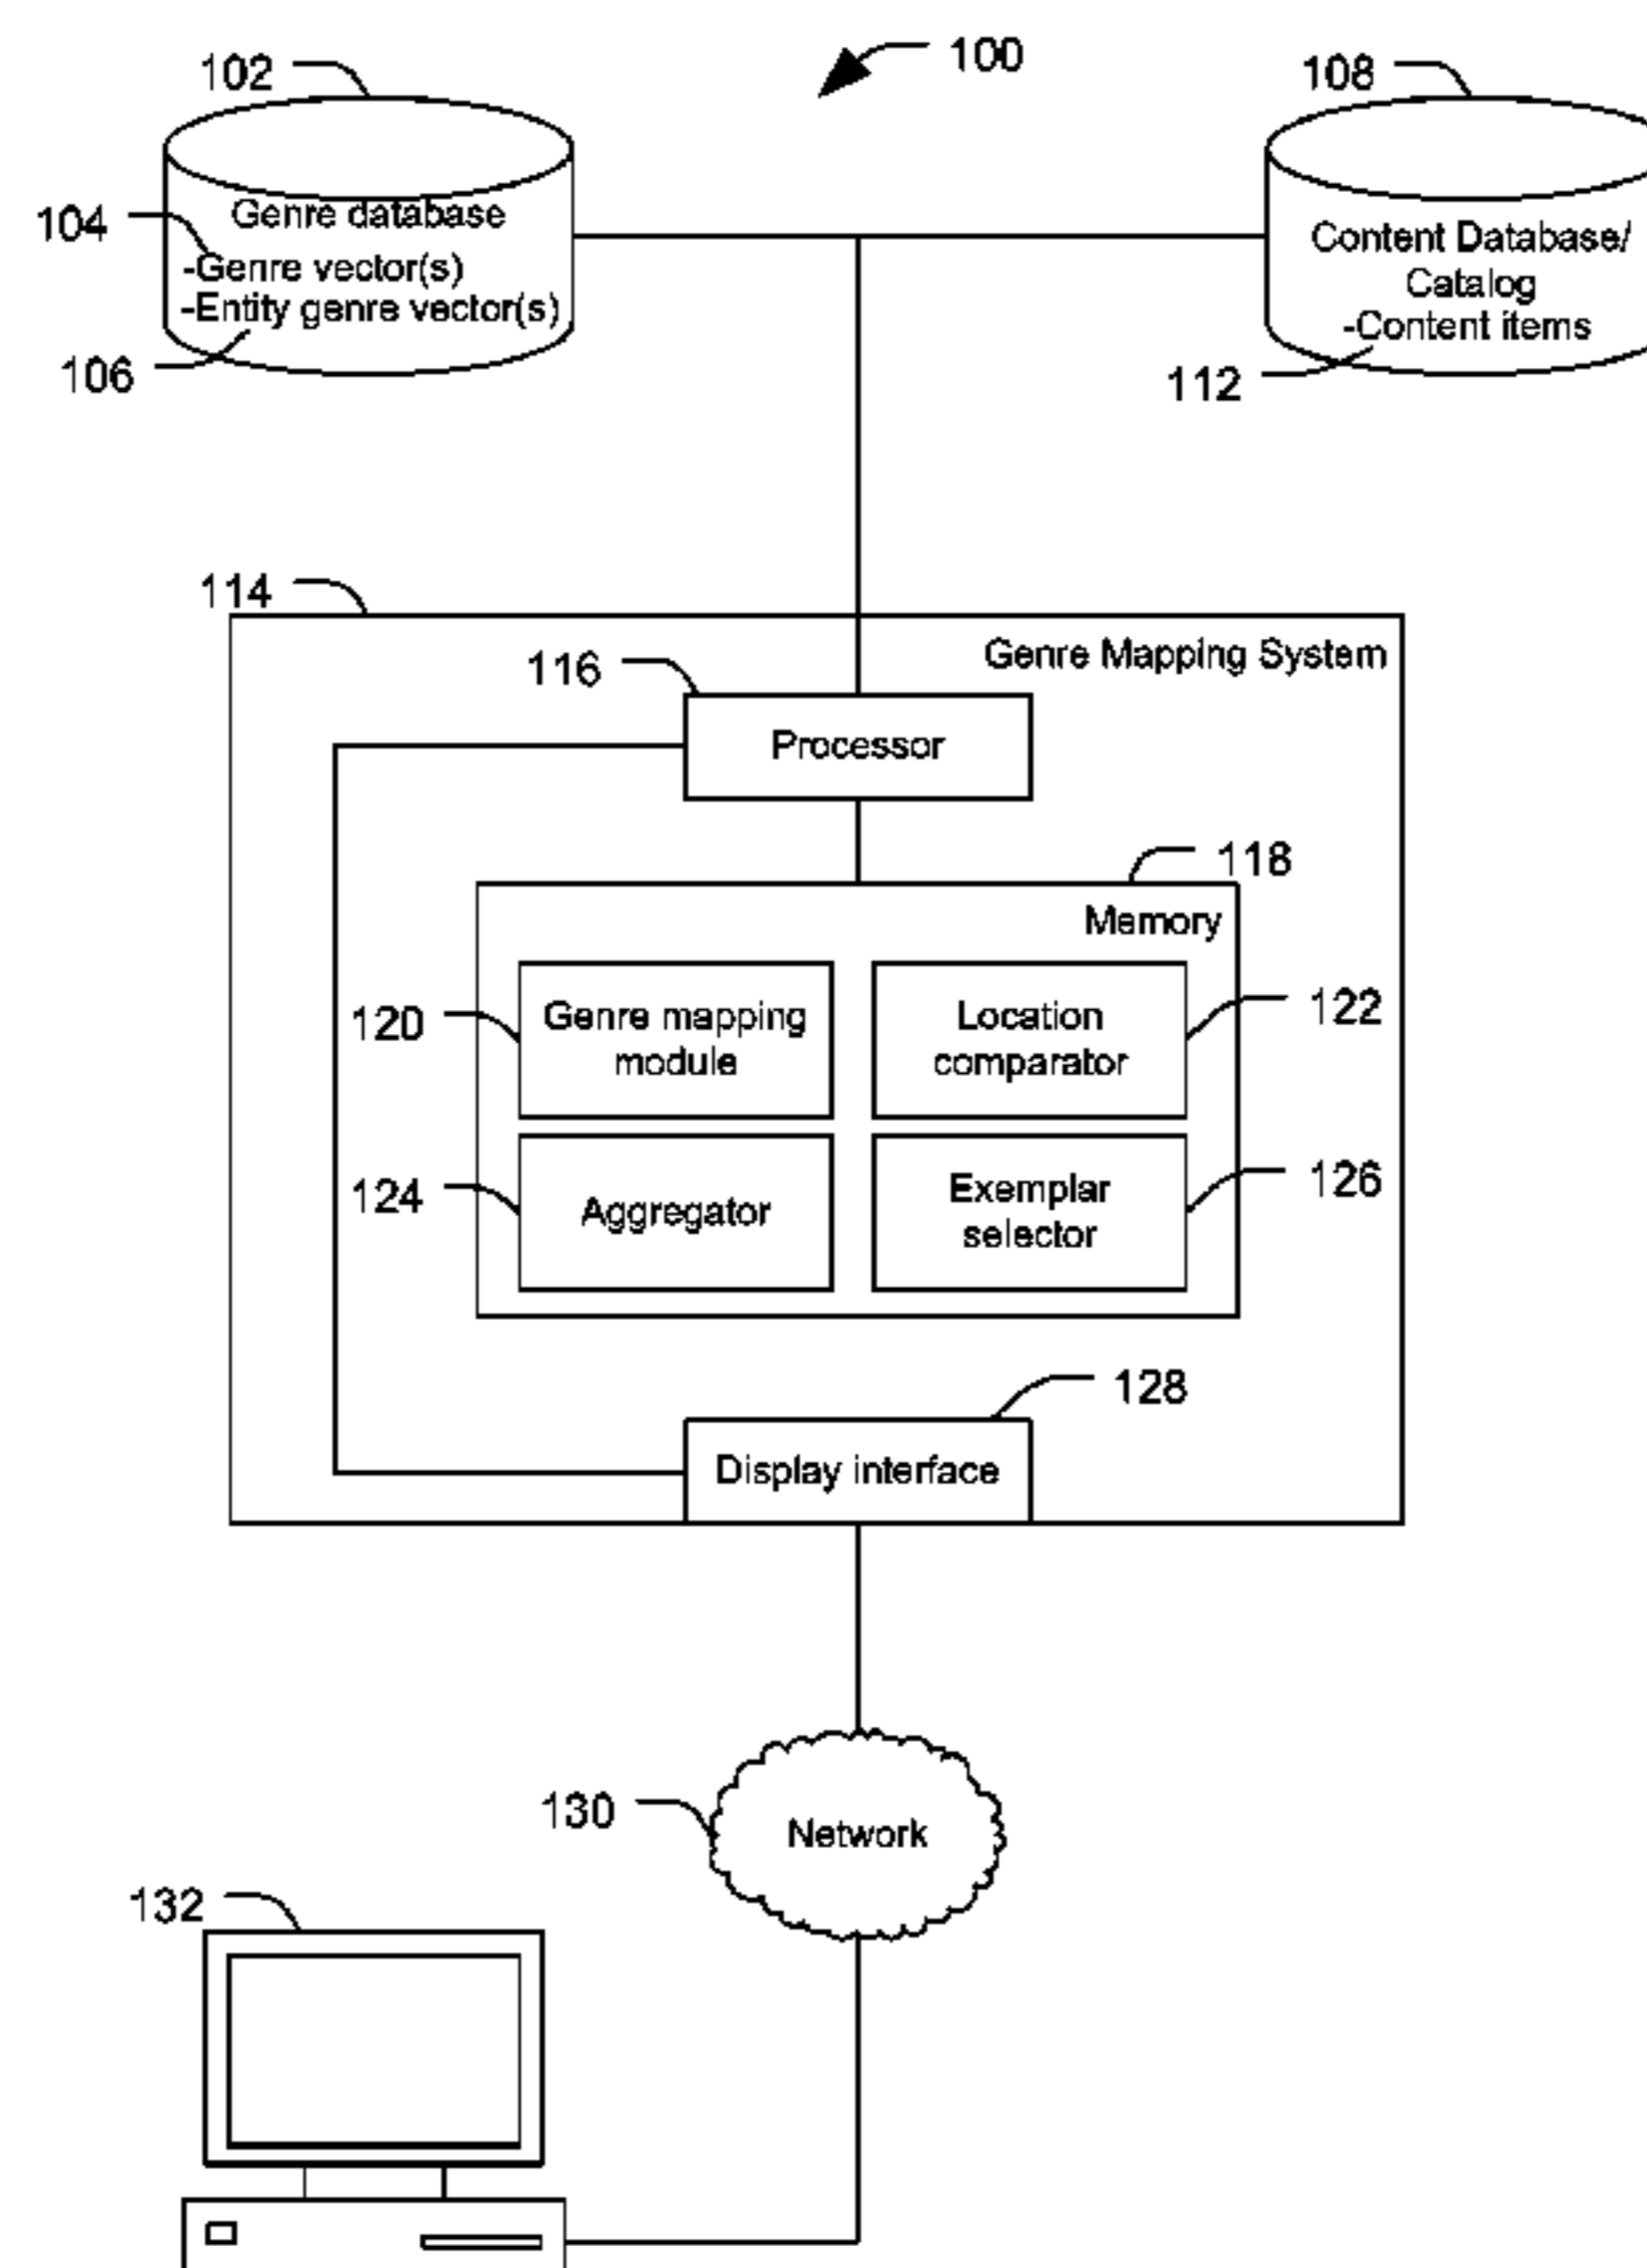 100
102
108
104
Genre database
-Genre vector(s)
-Entity genre vector(s)
106
Content Database/
Catalog
-Content items
112
114
Genre Mapping System
116
Processor
118
Memory
120
Genre mapping
module
Location
comparator
122
124
Aggregator
Exemplar
selector
126
128
Display interface
130
Network
132